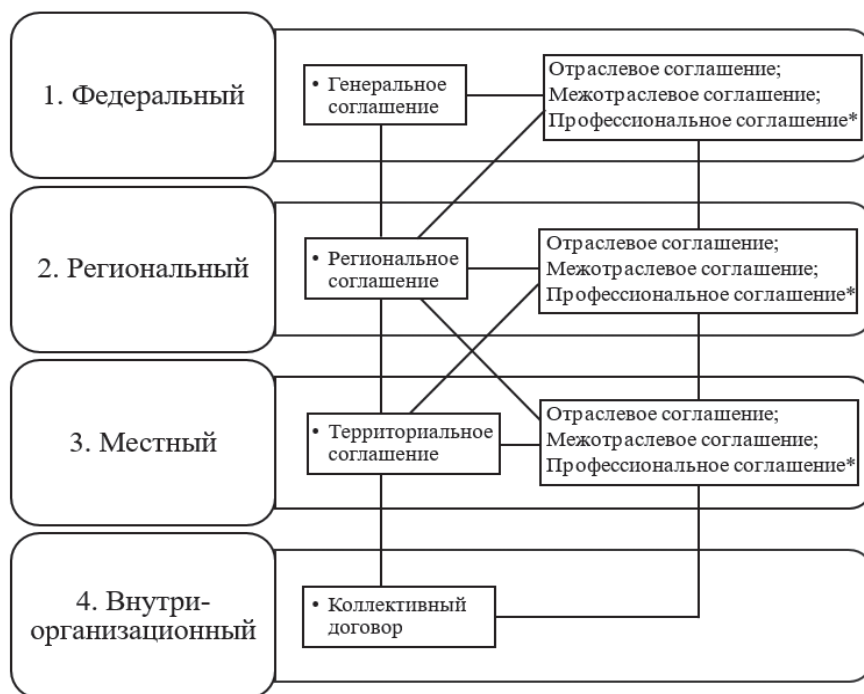 1. Федеральный
• Генеральное
соглашение
Отраслевое соглашение;
Межотраслевое соглашение;
Профессиональное соглашение*
2. Региональный
• Региональное
соглашение
Отраслевое соглашение;
Межотраслевое соглашение;
Профессиональное соглашение*
3. Местный
• Территориальное
соглашение
Отраслевое соглашение;
Межотраслевое соглашение;
Профессиональное соглашение*
4. Внутри-
организационный
• Коллективный
договор